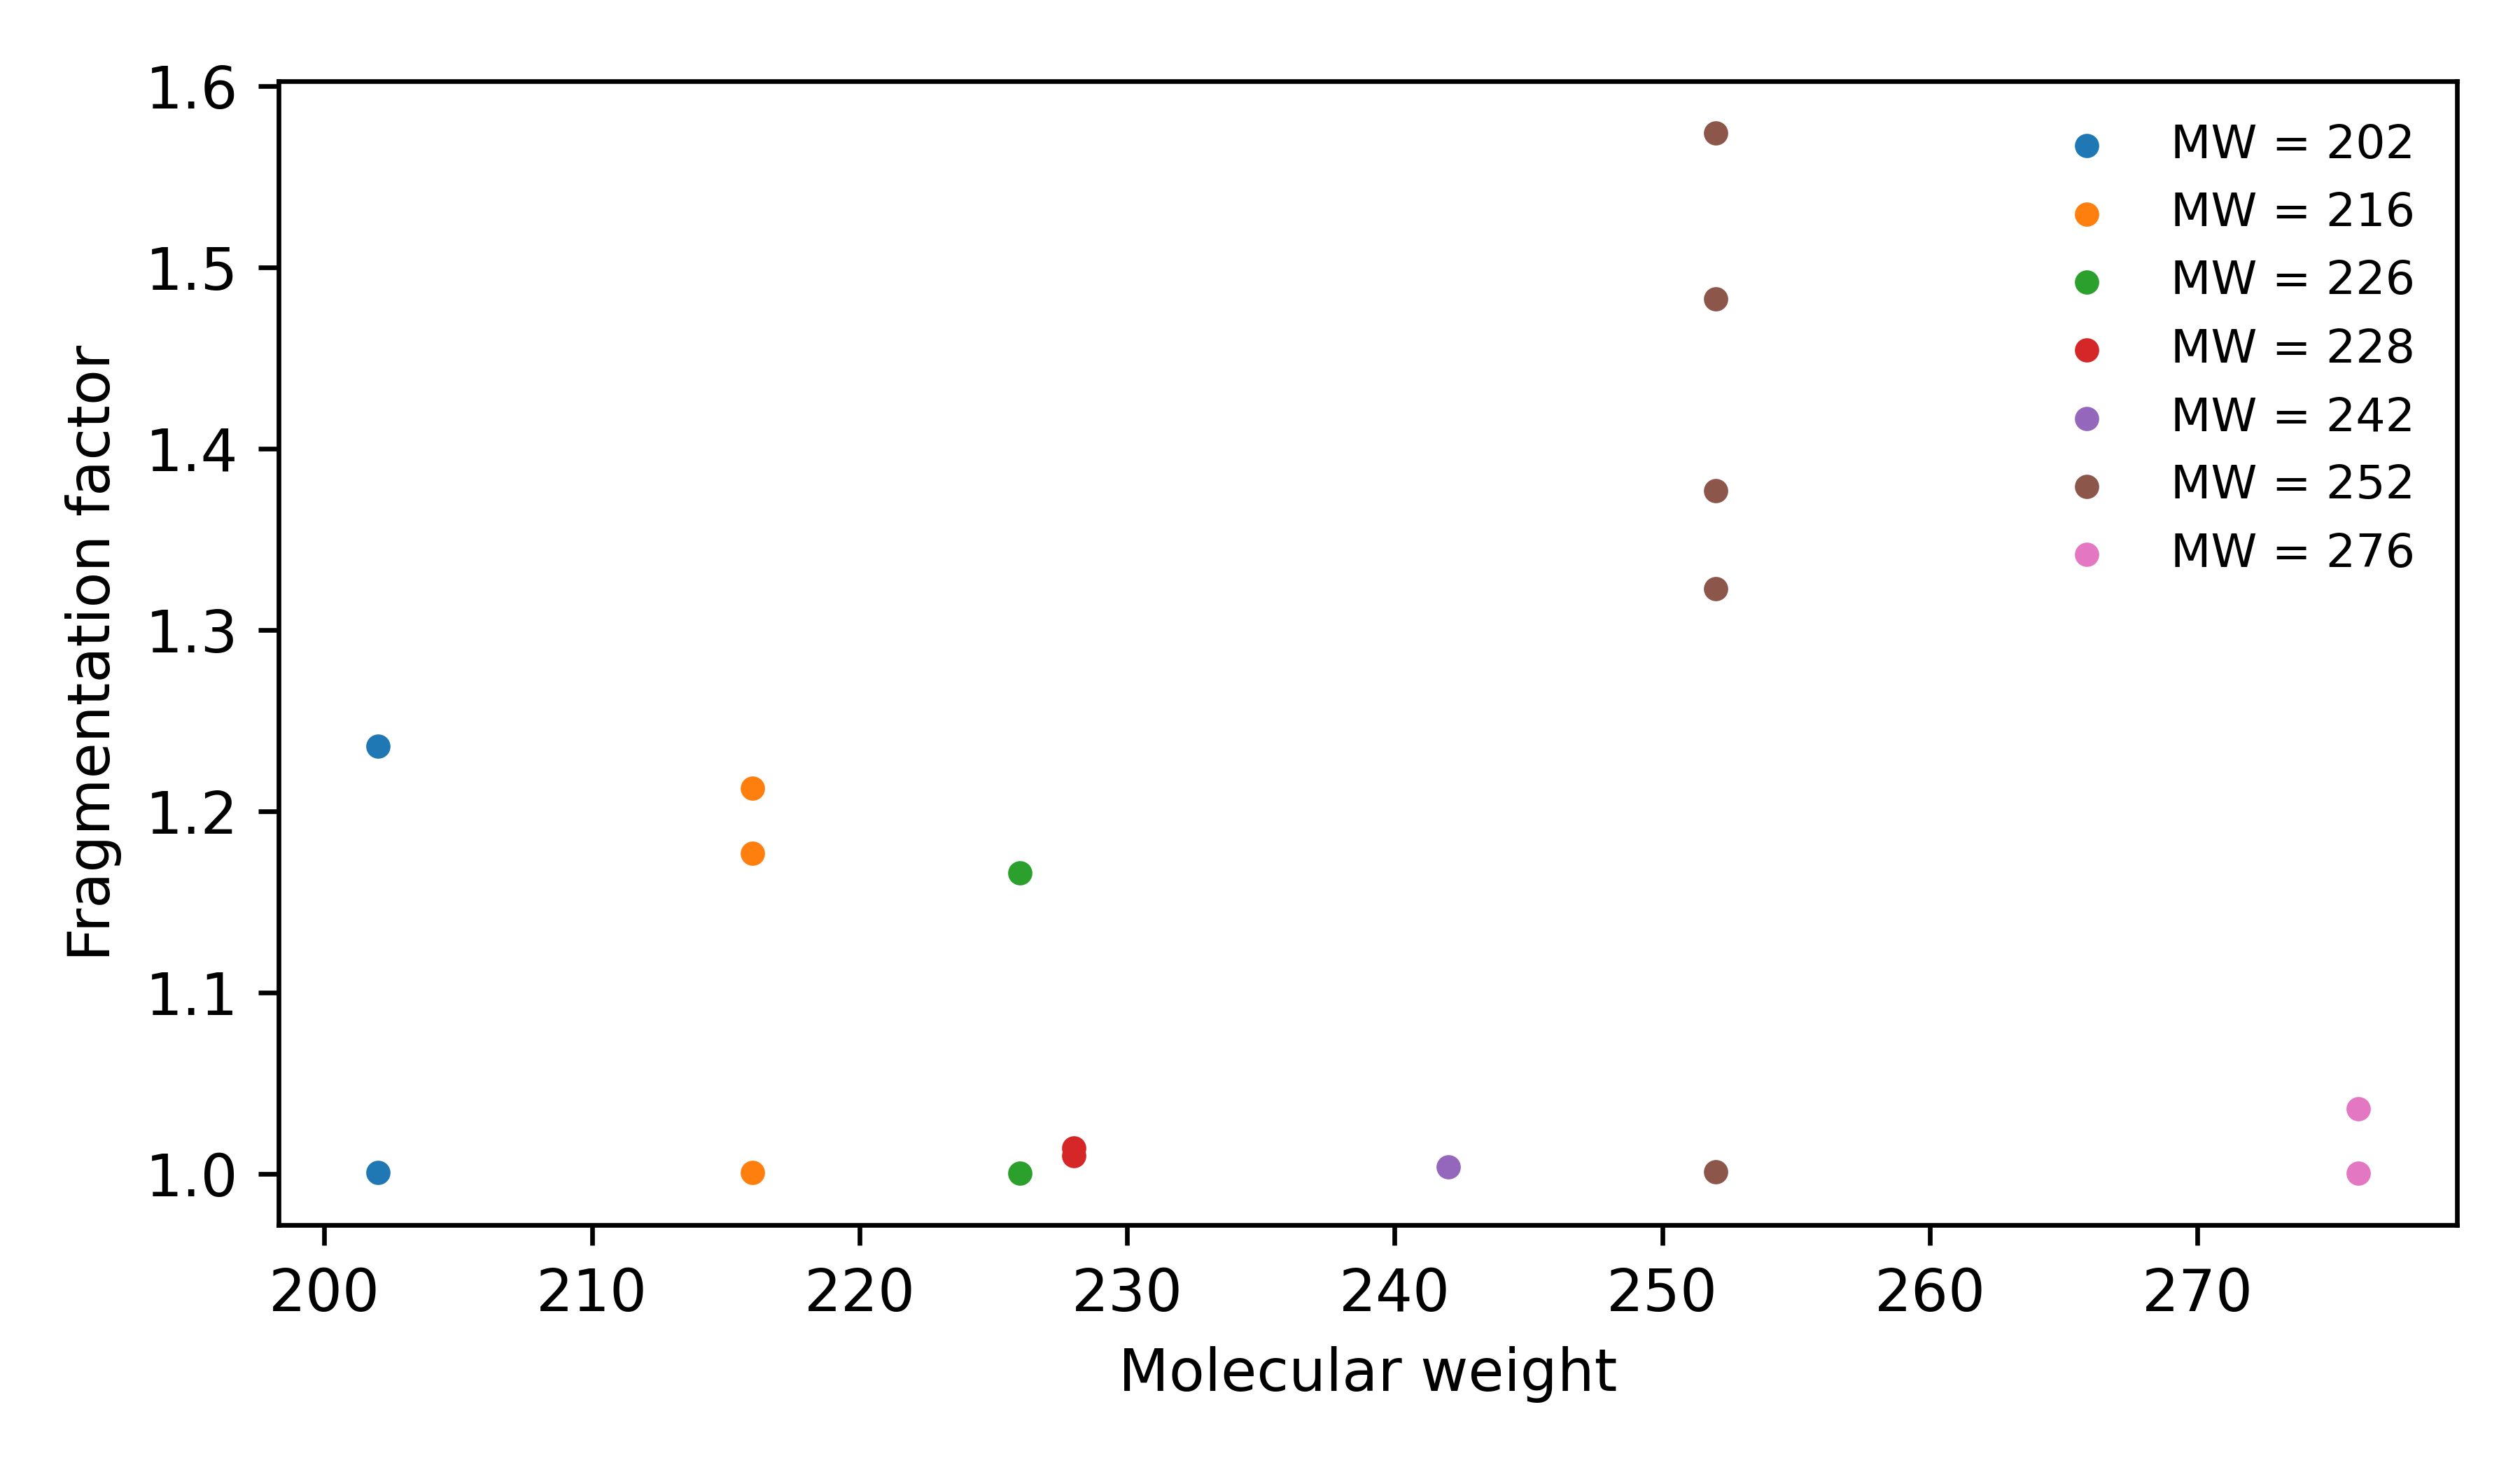 1.6
1.5
1.4
1.3
1.2
1.1
1.0
Fragmentation factor
MW = 202
MW = 216
MW = 226
MW = 228
MW = 242
MW = 252
MW = 276
200 210 220 230 240 250 260 270
Molecular weight